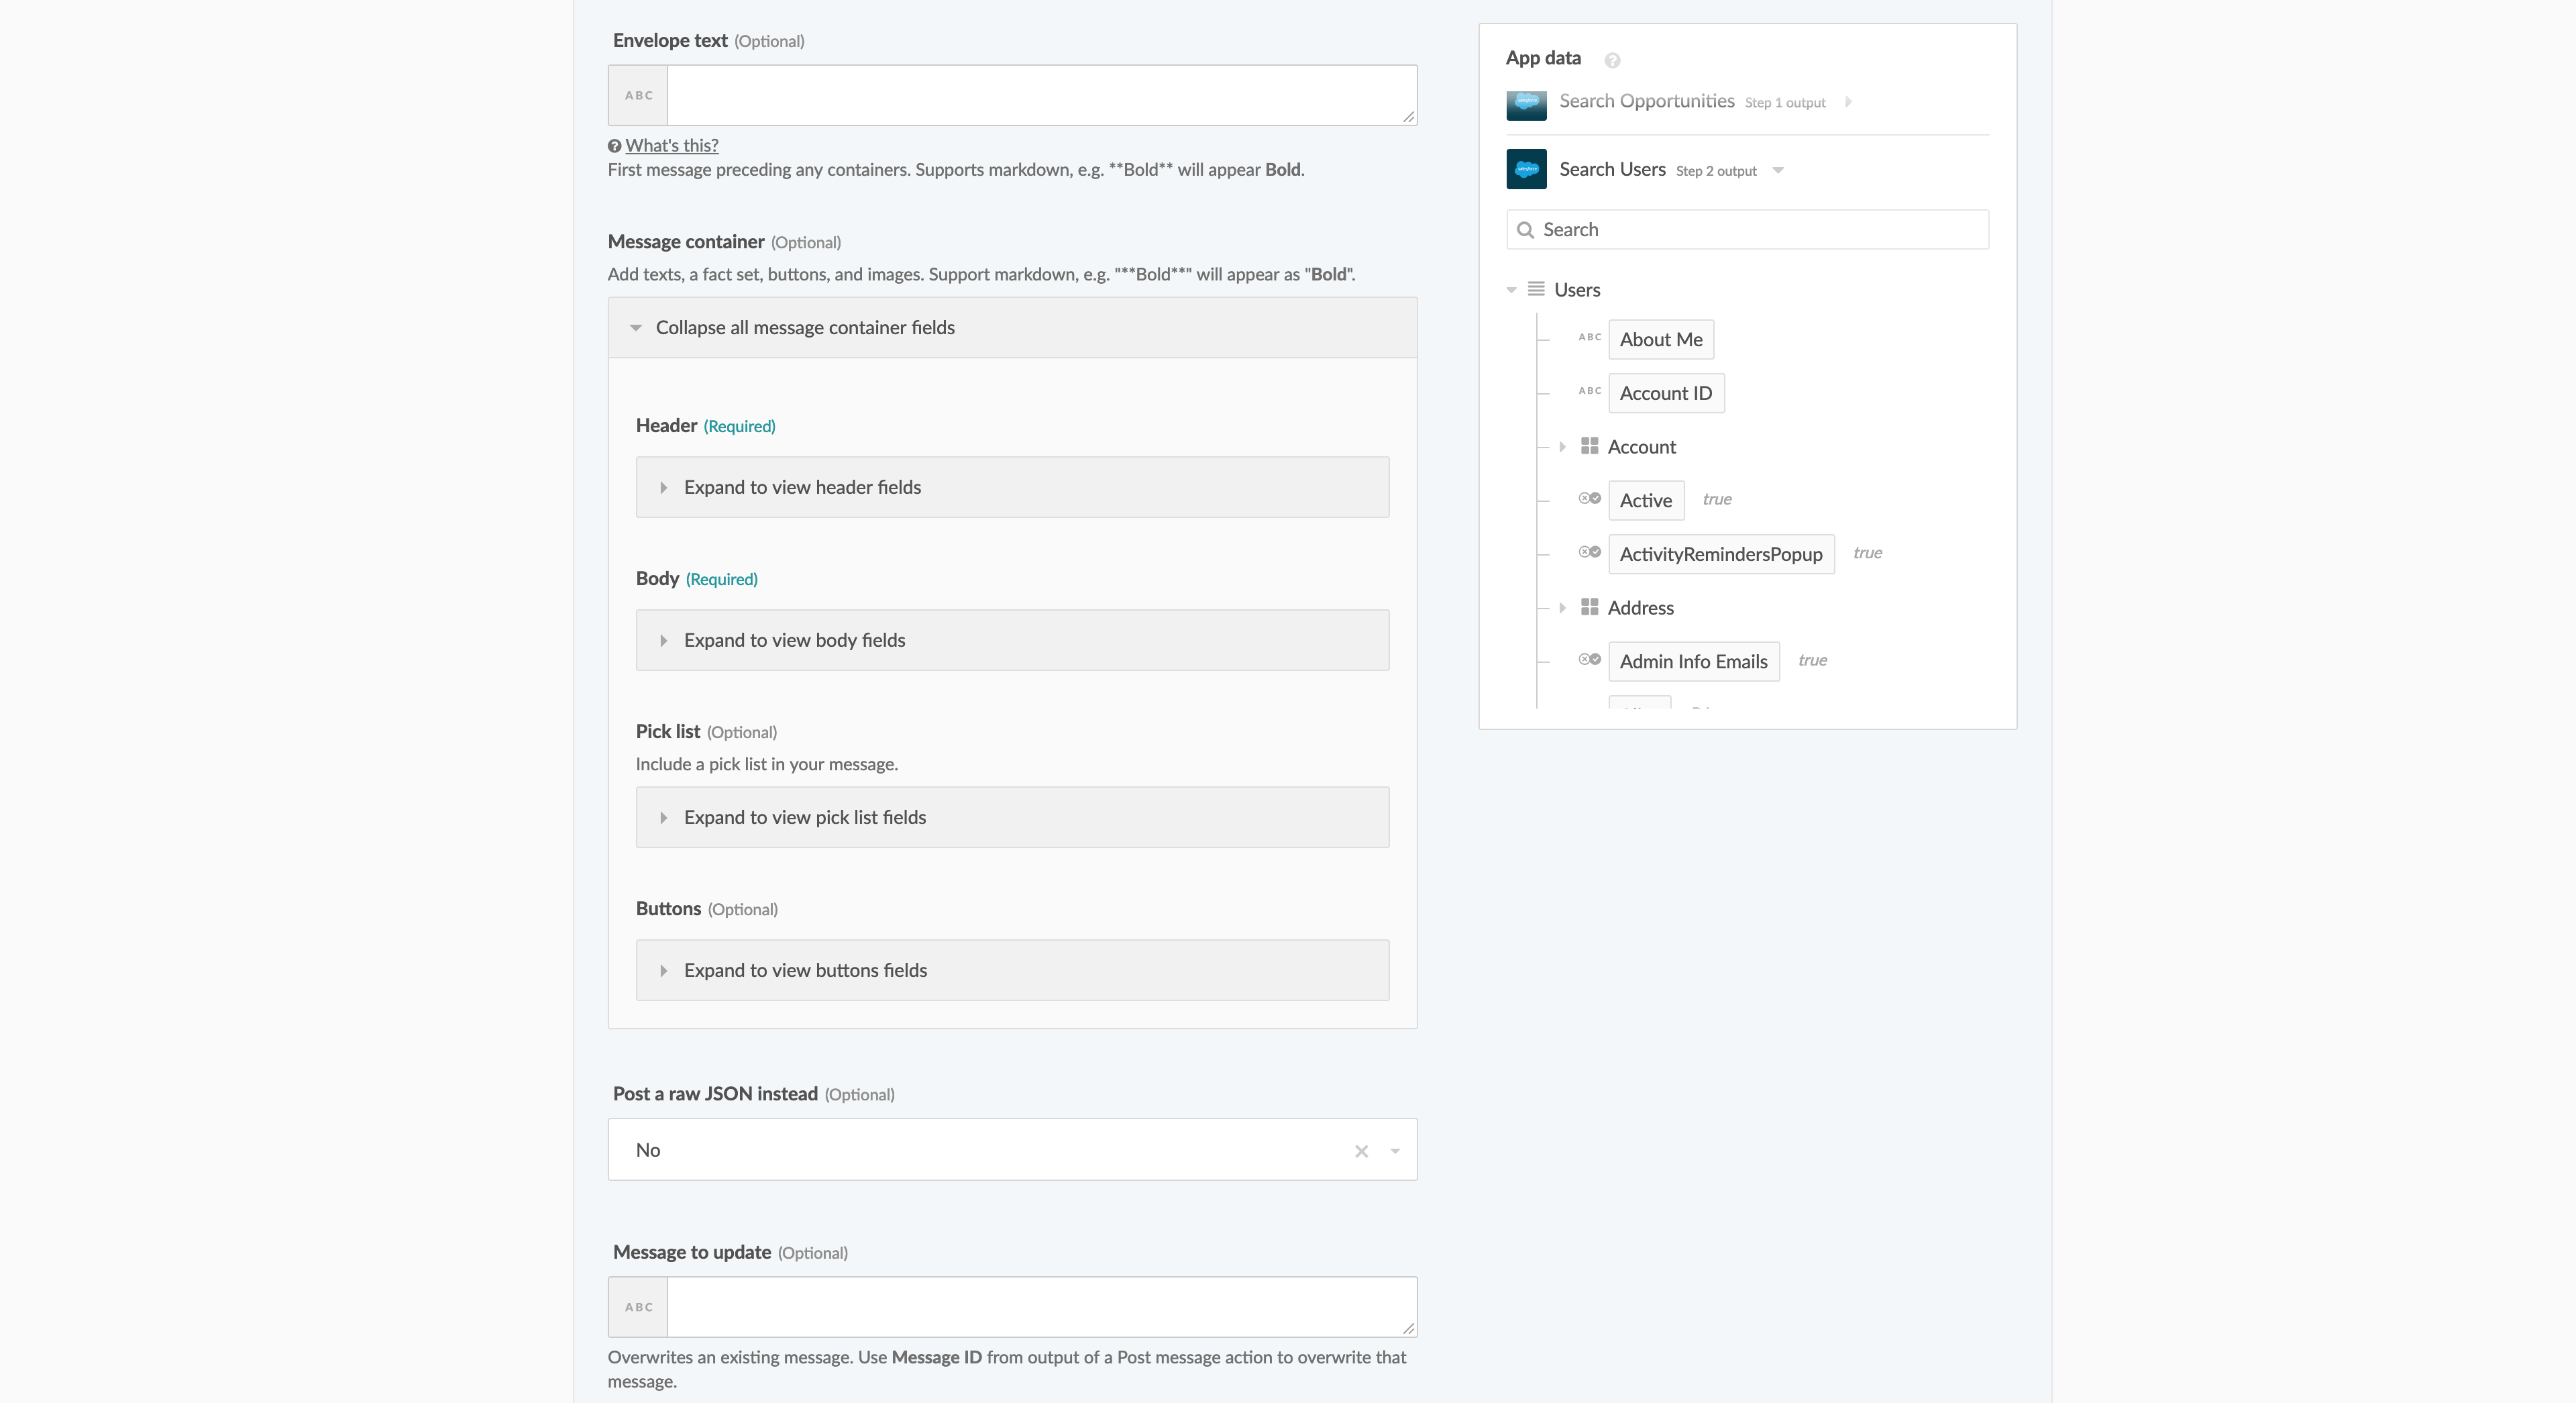 Envelope text (Optional)
ABC
What's this?
First message preceding any containers. Supports markdown, e.g. **Bold** will appear Bold.
Message container (Optional)
Add texts, a fact set, buttons, and images. Support markdown, e.g. "**Bold**" will appear as "Bold".
Collapse all message container fields
Header (Required)
Expand to view header fields
Body (Required)
Expand to view body fields
Pick list (Optional)
Include a pick list in your message.
Expand to view pick list fields
Buttons (Optional)
Expand to view buttons fields
Post a raw JSON instead (Optional)
No
Message to update (Optional)
ABC
Overwrites an existing message. Use Message ID from output of a Post message action to overwrite that
message.
App data
Search Opportunities Step 1 output
Search Users Step 2 output
Search
Users
ABC About Me
ABC Account ID
Account
Active true
ActivityRemindersPopup true
Address
Admin Info Emails true